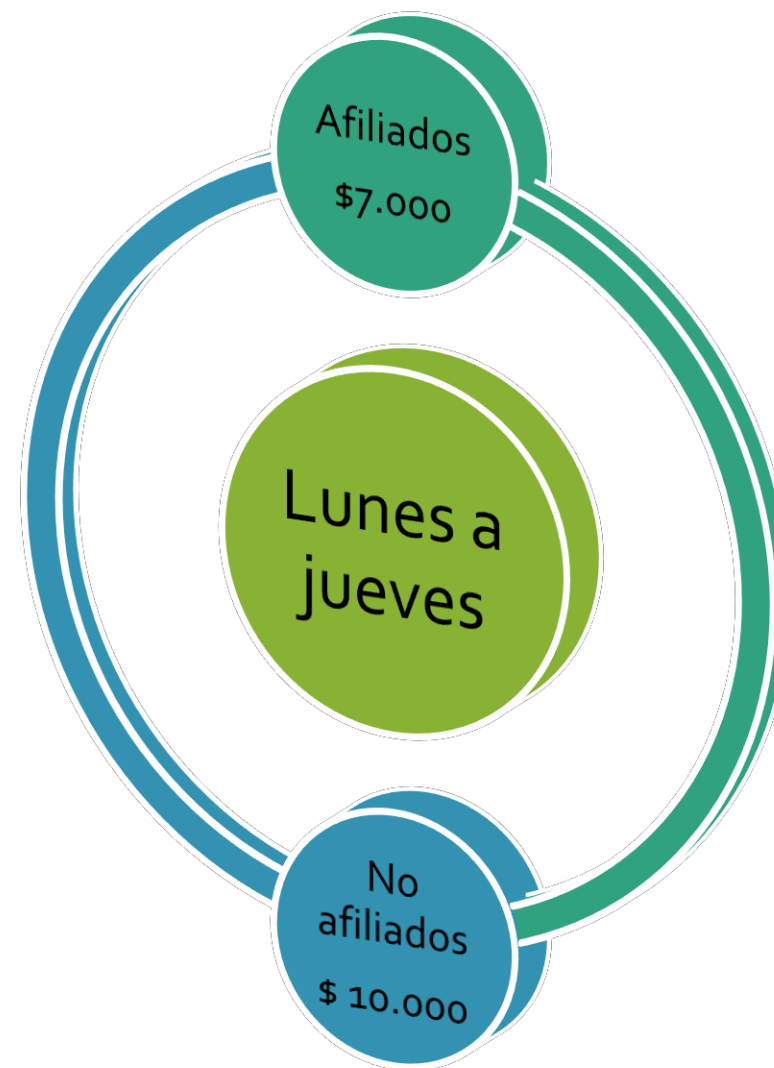 Afiliados
$7.000
Lunes a
jueves
No
afiliados
$ 10.000